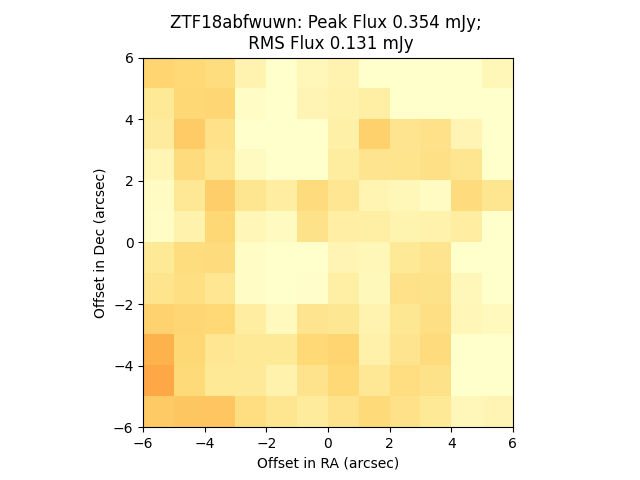 ZTF18abfwuwn: Peak Flux 0.354 mJy;
RMS Flux 0.131 mJy
6
4
2
0
−2
−4
−6
Offset in Dec (arcsec)
−6 −4 −2 0 2 4 6
Offset in RA (arcsec)